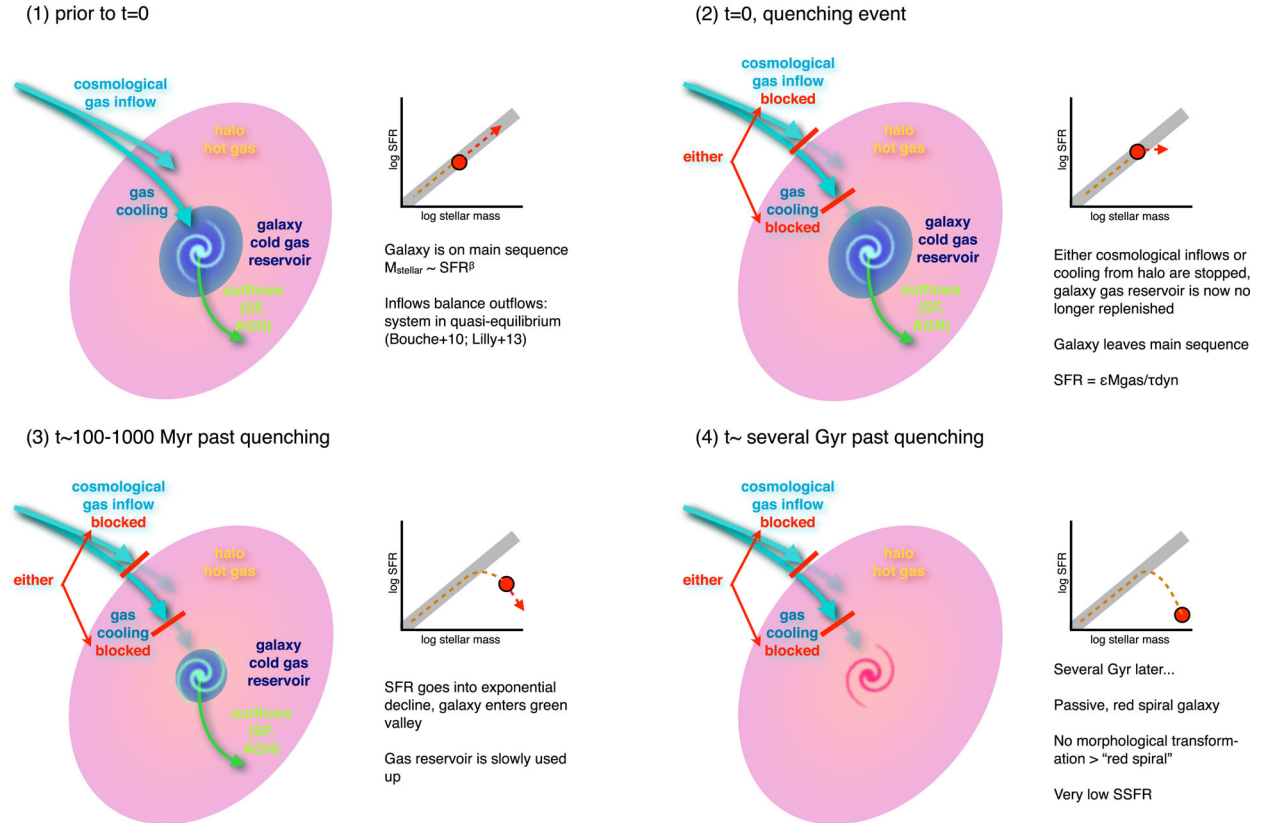 (1) prior to t=0
cosmological
gas inflow
halo
hot gas
gas
cooling
galaxy
cold gas
reservoir
outflows
(SF,
AGN)
log SFR
log stellar mass
Galaxy is on main sequence
Mstellar ~ SFRβ
Inflows balance outflows:
system in quasi-equilibrium
(Bouche+10; Lilly+13)
(2) t=0, quenching event
cosmological
gas inflow
blocked
either
halo
hot gas
gas
cooling
blocked
galaxy
cold gas
reservoir
outflows
(SF,
AGN)
log SFR
log stellar mass
Either cosmological inflows or
cooling from halo are stopped,
galaxy gas reservoir is now no
longer replenished
Galaxy leaves main sequence
SFR = εMgas/τdyn
(3) t~100-1000 Myr past quenching
cosmological
gas inflow
blocked
either
halo
hot gas
gas
cooling
blocked
galaxy
cold gas
reservoir
outflows
(SF,
AGN)
log SFR
log stellar mass
SFR goes into exponential
decline, galaxy enters green
valley
Gas reservoir is slowly used
up
(4) t~ several Gyr past quenching
cosmological
gas inflow
blocked
either
halo
hot gas
gas
cooling
blocked
log SFR
log stellar mass
Several Gyr later...
Passive, red spiral galaxy
No morphological transform-
ation > “red spiral”
Very low SSFR